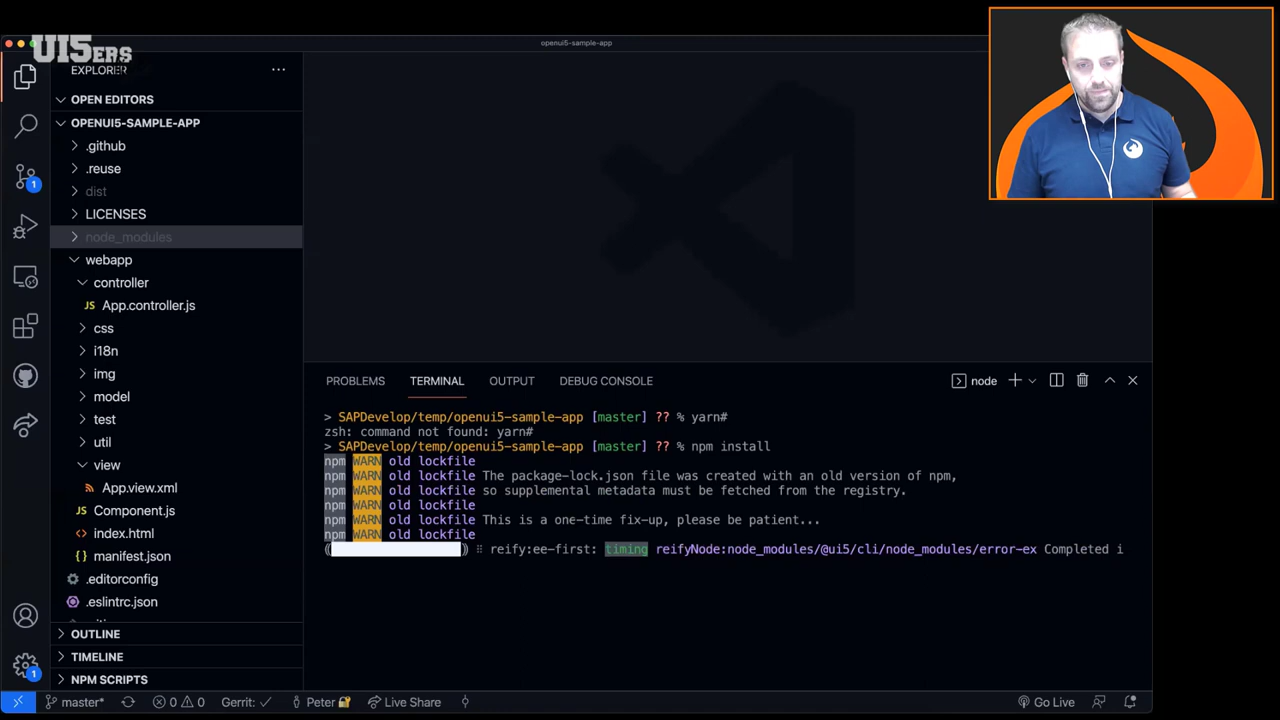 UI5ERS
openui5-sample-app
EXPLORER
OPEN EDITORS
OPENUI5-SAMPLE-APP
.github
.reuse
dist
LICENSES
node_modules
webapp
controller
JS App.controller.js
css
i18n
img
model
test
util
view
App.view.xml
JS Component.js
<> index.html
{} manifest.json
.editorconfig
.eslintrc.json
OUTLINE
TIMELINE
NPM SCRIPTS
PROBLEMS TERMINAL OUTPUT DEBUG CONSOLE node
> SAPDevelop/temp/openui5-sample-app [master] ?? % yarn#
zsh: command not found: yarn#
> SAPDevelop/temp/openui5-sample-app [master] ?? % npm install
npm WARN old lockfile
npm WARN old lockfile The package-lock.json file was created with an old version of npm,
npm WARN old lockfile so supplemental metadata must be fetched from the registry.
npm WARN old lockfile
npm WARN old lockfile This is a one-time fix-up, please be patient...
npm WARN old lockfile
( ) ⠿ reify:ee-first: timing reifyNode:node_modules/@ui5/cli/node_modules/error-ex Completed i
1
1
master* 0 0 Gerrit: ✓ Peter 🔐 Live Share Go Live